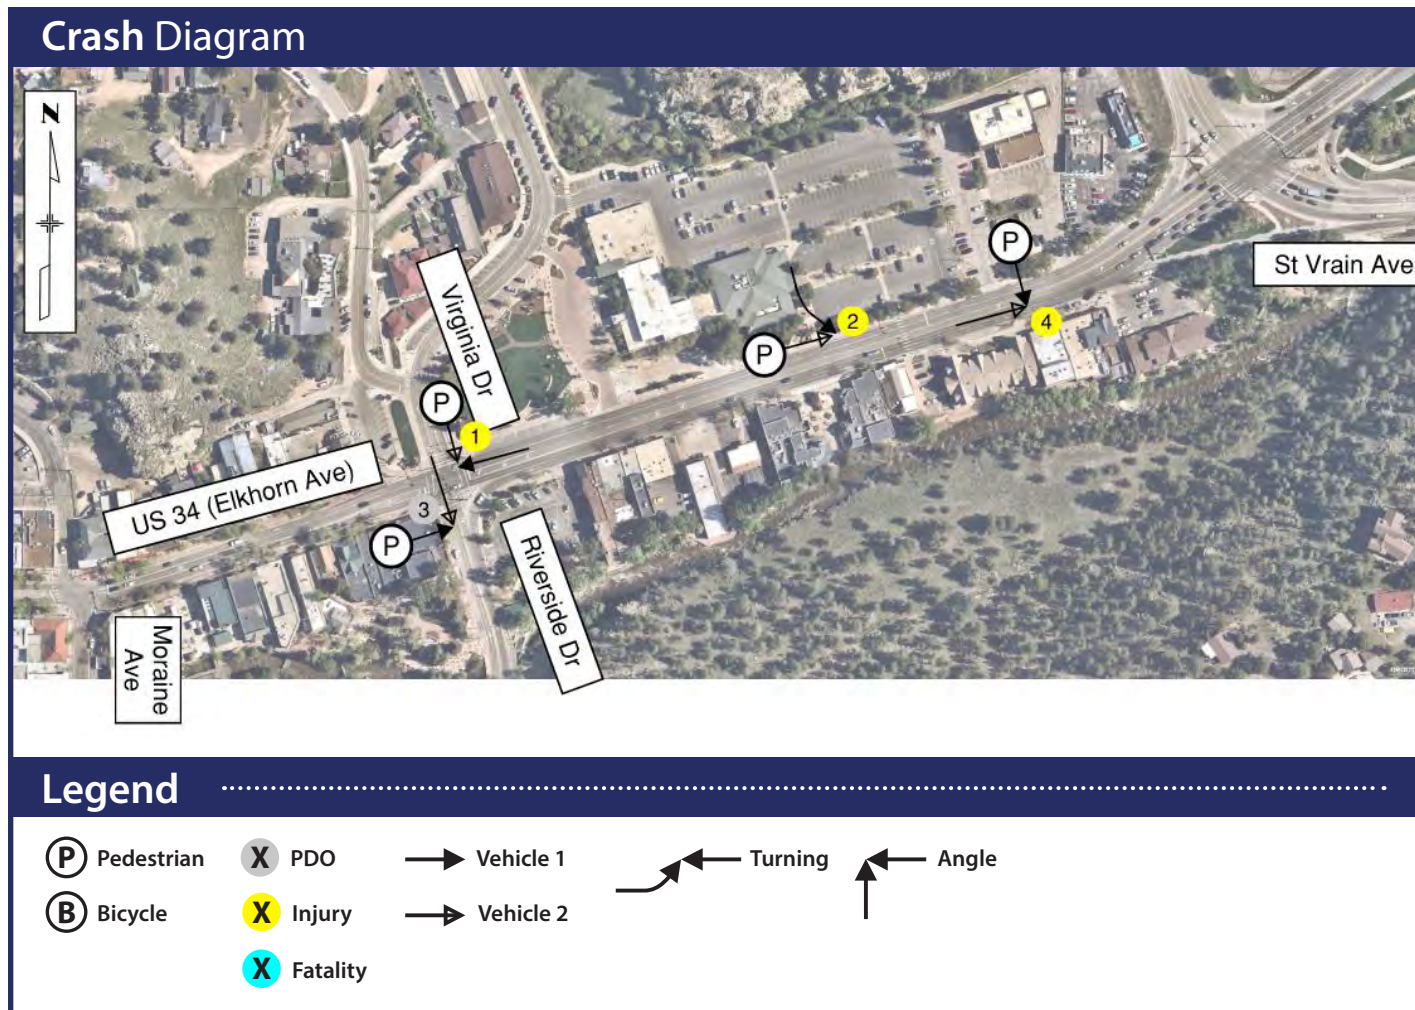 Crash Diagram
N
St Vrain Ave
P
P
2
4
Virginia Dr
P
1
US 34 (Elkhorn Ave)
3
P
Riverside Dr
Moraine
Ave
Legend
P Pedestrian X PDO Vehicle 1 Turning Angle
B Bicycle X Injury Vehicle 2
X Fatality